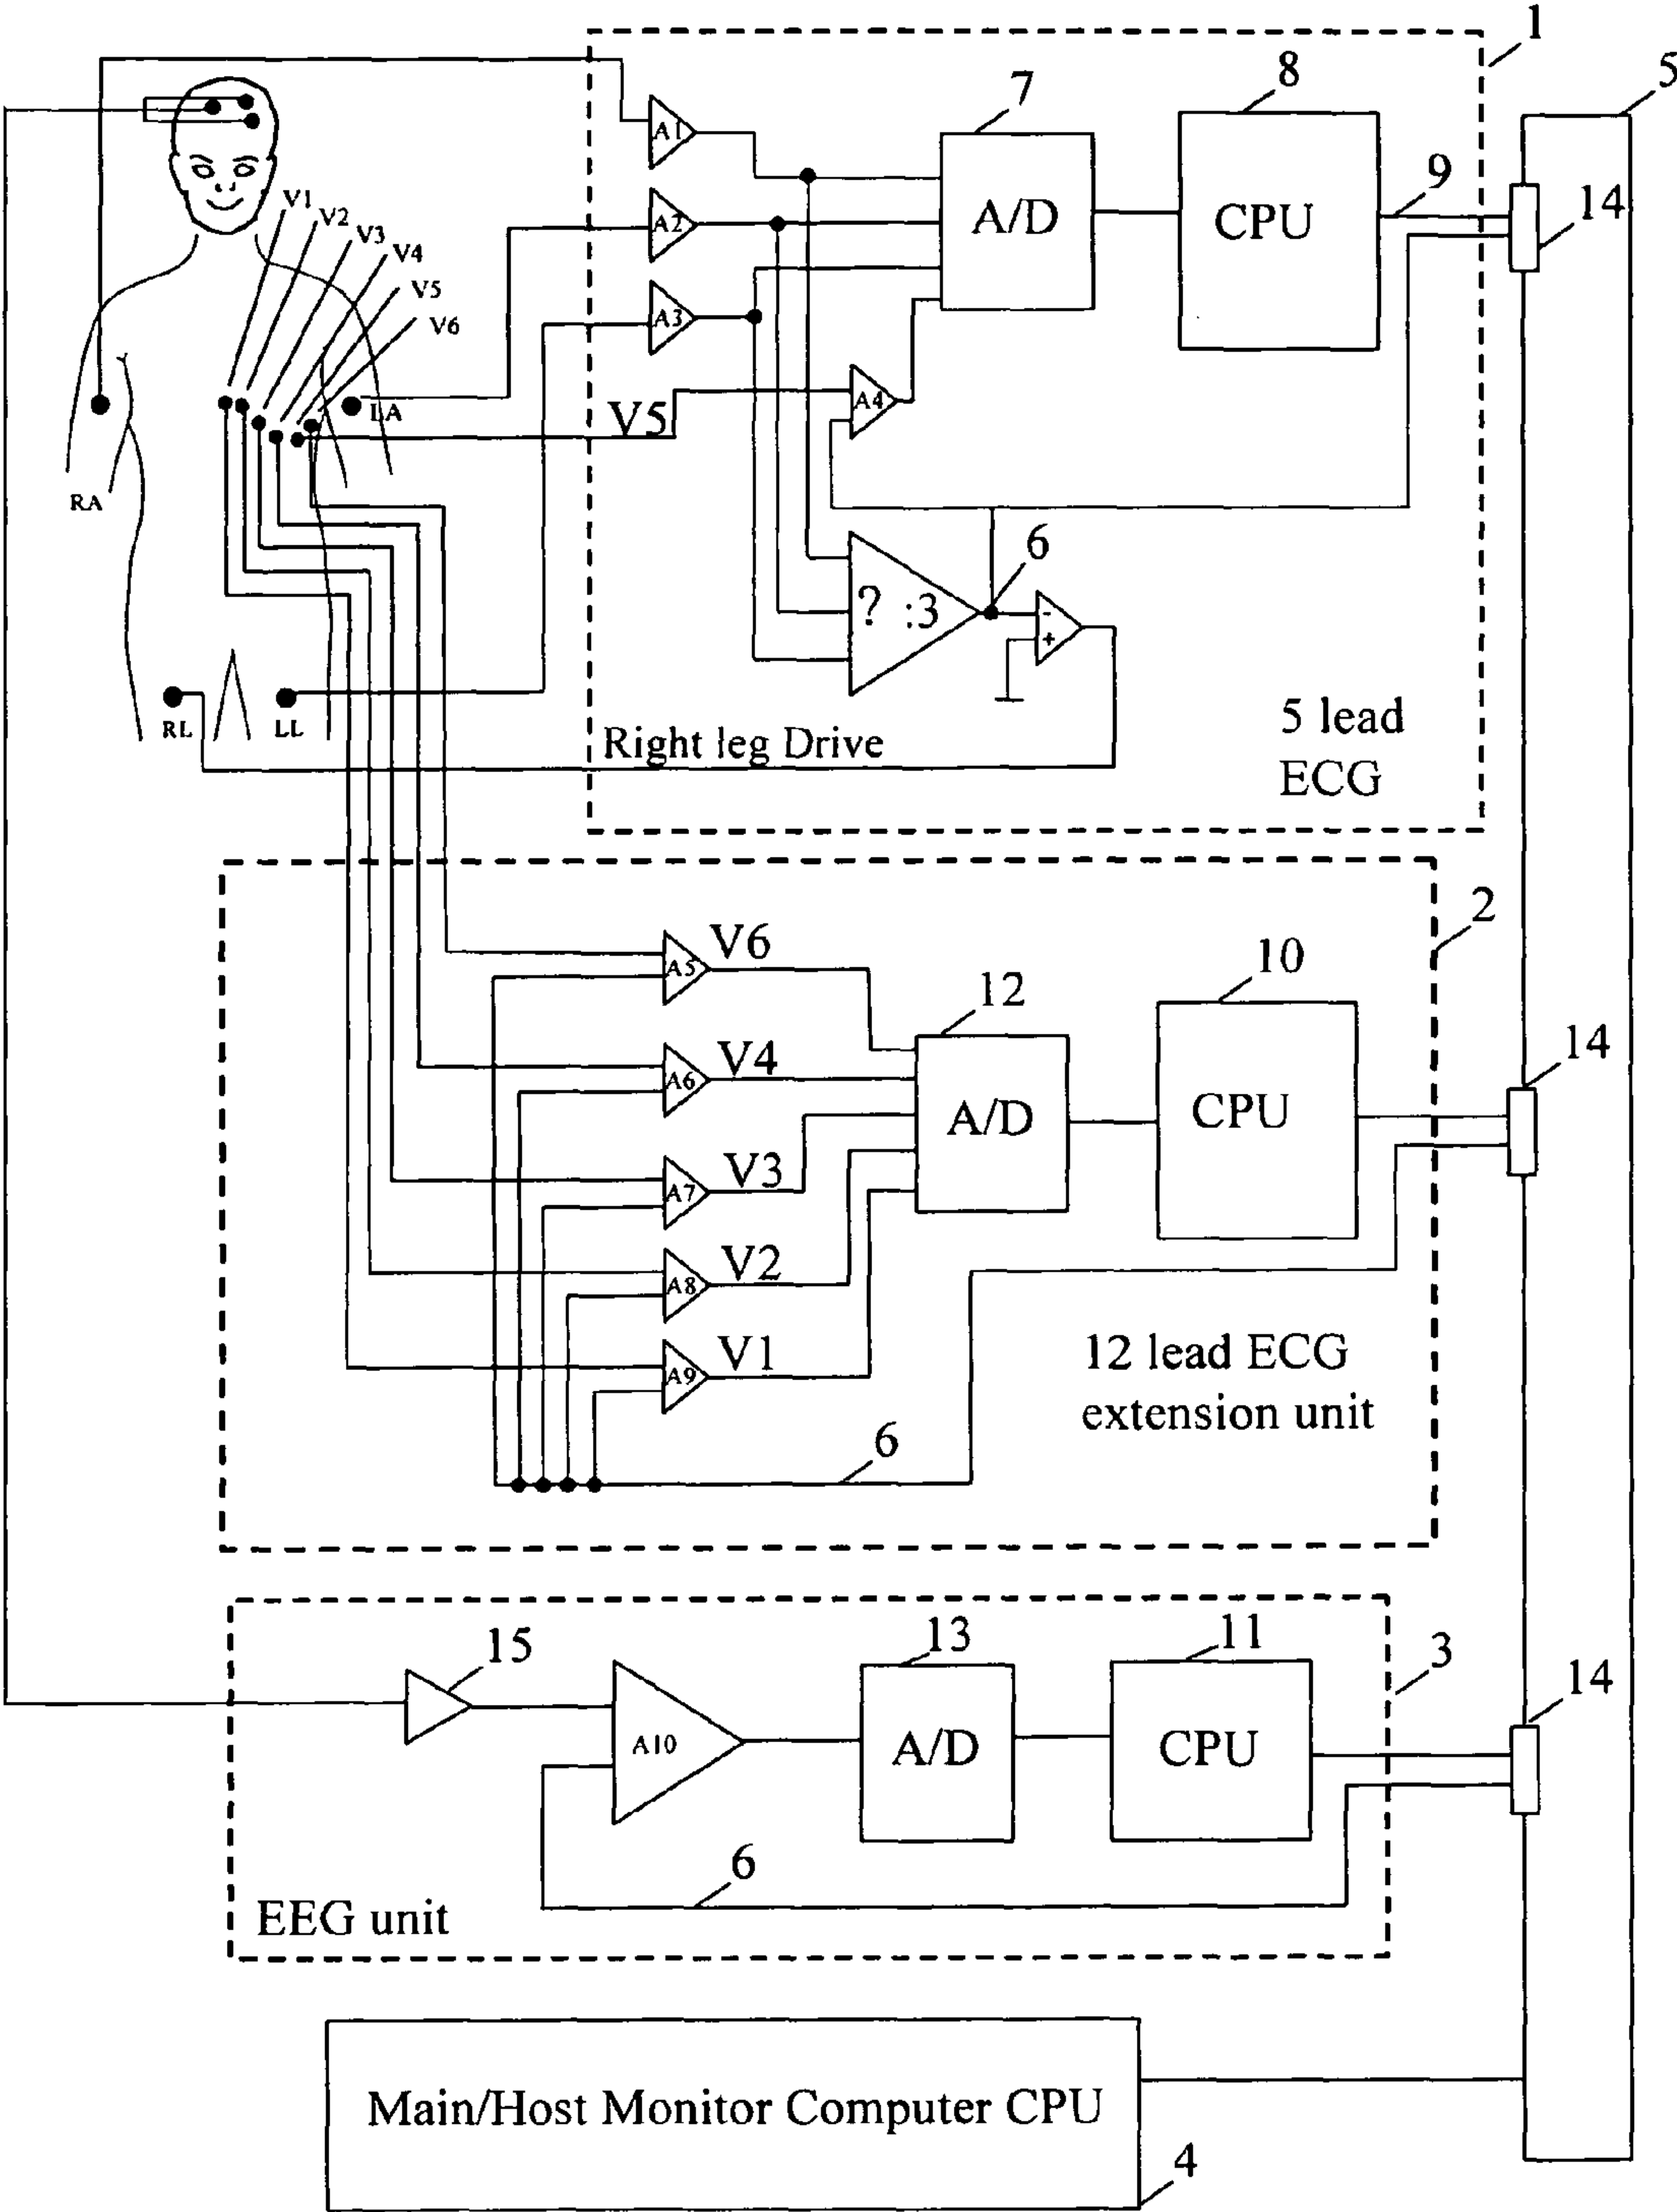 1
5
7
8
A1
V1
V2
V3
V4
V5
V6
A2
A/D
CPU
9
14
A3
LA
V5
A4
RA
6
? :3
-
+
RL
LL
Right leg Drive
5 lead
ECG
2
V6
A5
12
10
V4
A6
14
A/D
CPU
V3
A7
V2
A8
V1
A9
12 lead ECG
extension unit
6
15
13
11
3
14
A10
A/D
CPU
6
EEG unit
Main/Host Monitor Computer CPU
4